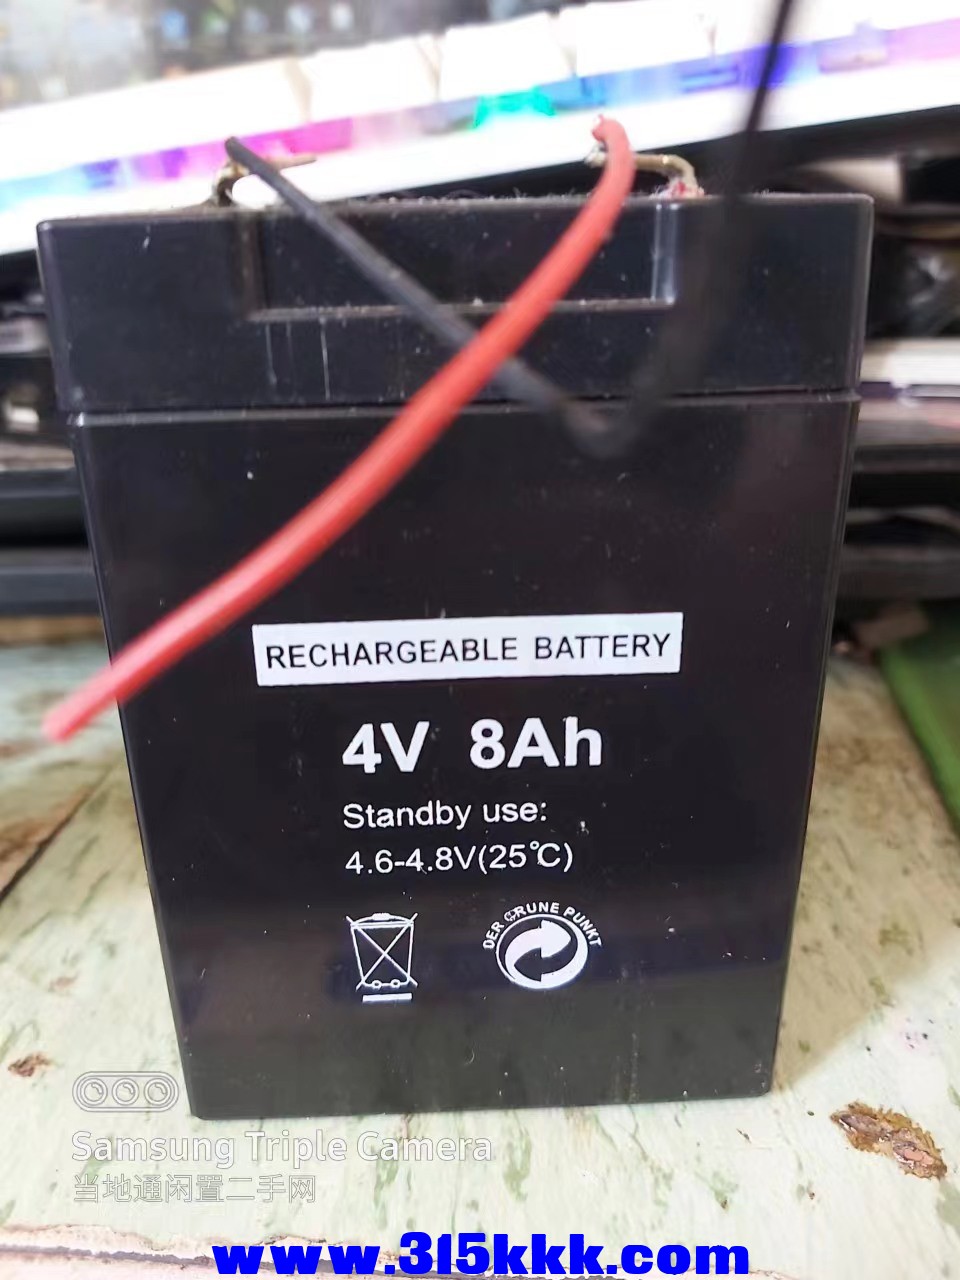 RECHARGEABLE BATTERY
4V 8Ah
Standby use:
4.6-4.8V(25℃)
DER GRUNE PUNKT
Samsung Triple Camera
当地通闲置二手网
www.315kkk.com